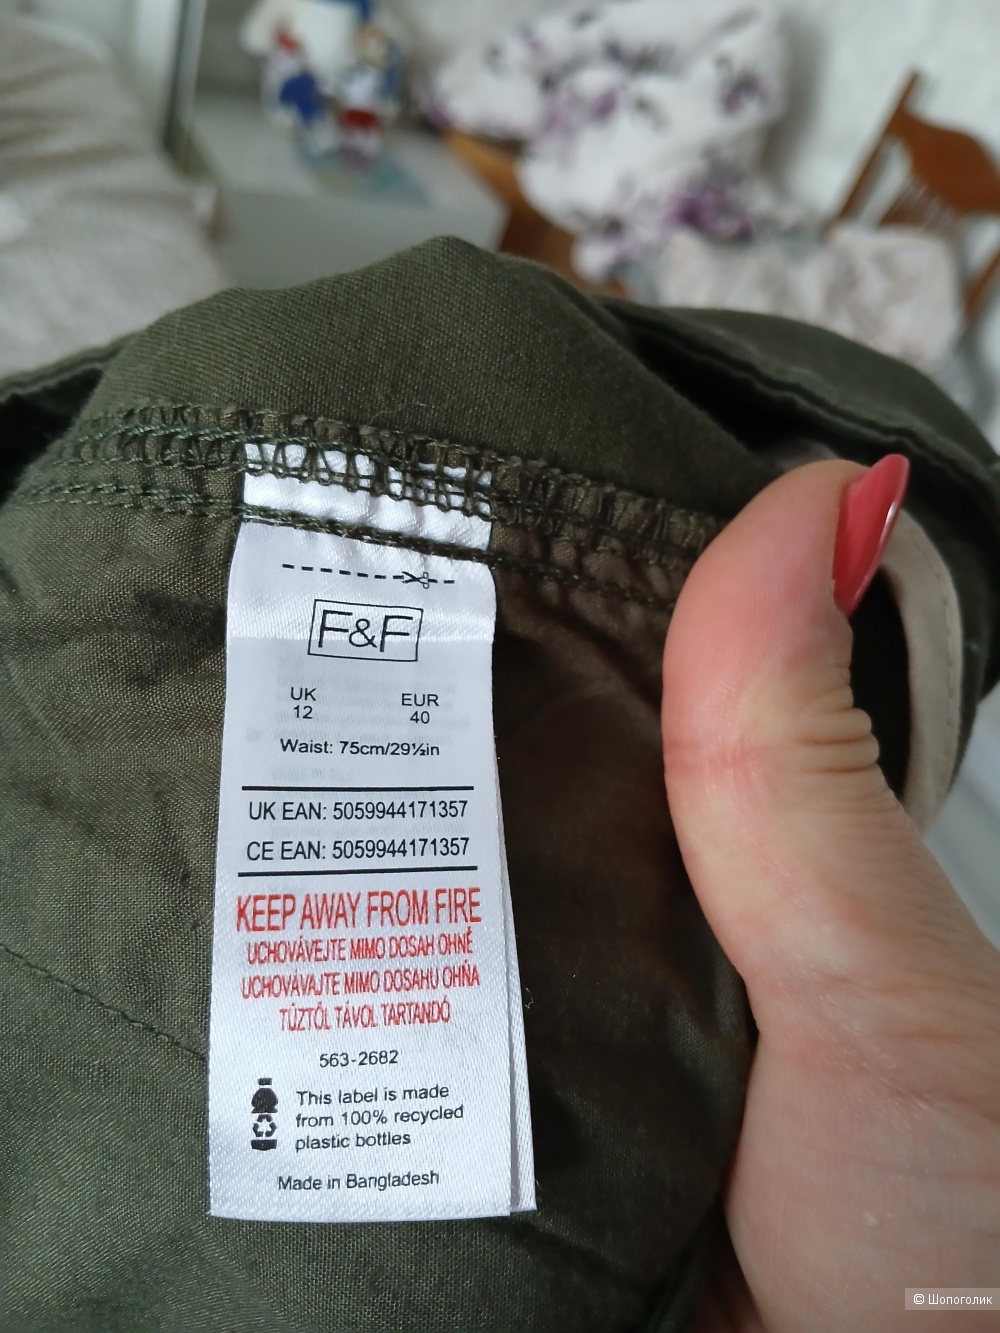 F&F
UK EUR
12 40
Waist: 75cm/29½in
UK EAN: 5059944171357
CE EAN: 5059944171357
KEEP AWAY FROM FIRE
UCHOVÁVEJTE MIMO DOSAH OHNĚ
UCHOVÁVAJTE MIMO DOSAHU OHŇA
TŰZTŐL TÁVOL TARTANDÓ
563-2682
This label is made
from 100% recycled
plastic bottles
Made in Bangladesh
© Шопоголик